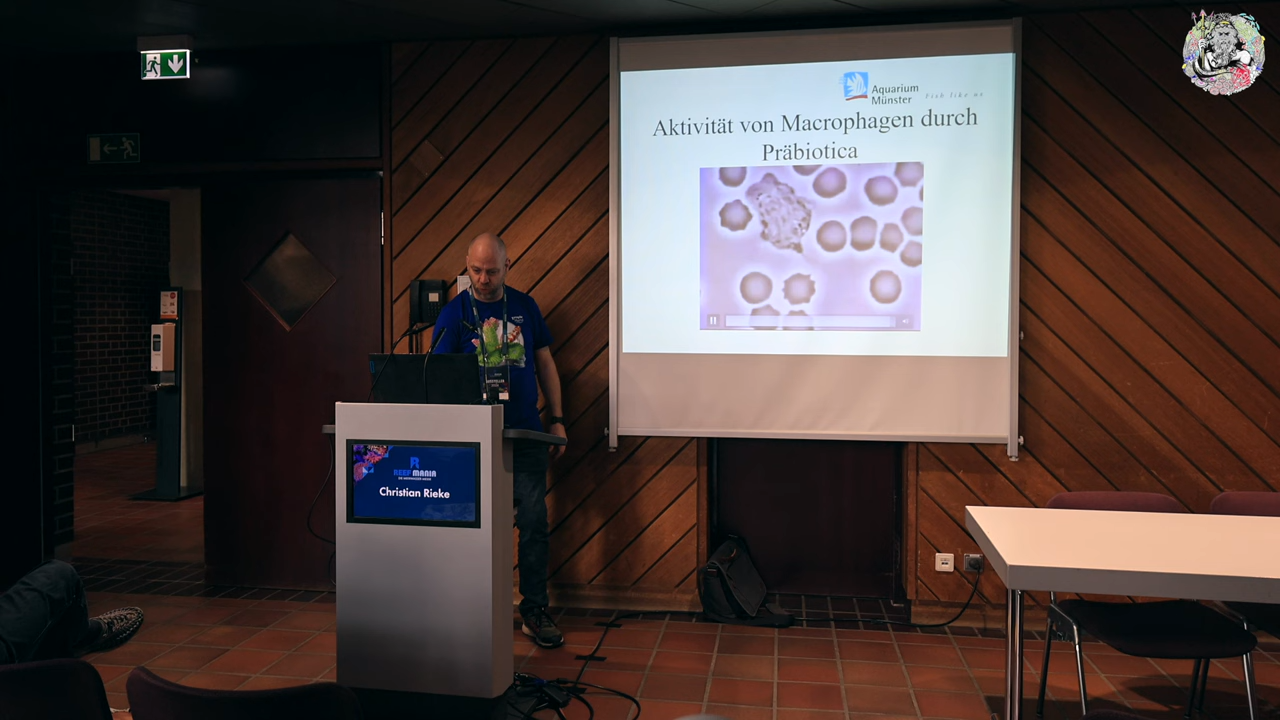 Aquarium
Münster
Fish like us
Aktivität von Macrophagen durch
Präbiotica
REEF MANIA
Christian Rieke